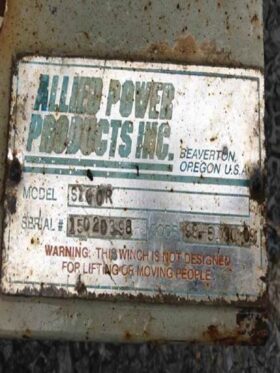 ALLIED POWER
PRODUCTS INC.
BEAVERTON,
OREGON U.S.A.
MODEL
SERIAL #
WARNING: THIS WINCH IS NOT DESIGNED
FOR LIFTING OR MOVING PEOPLE.